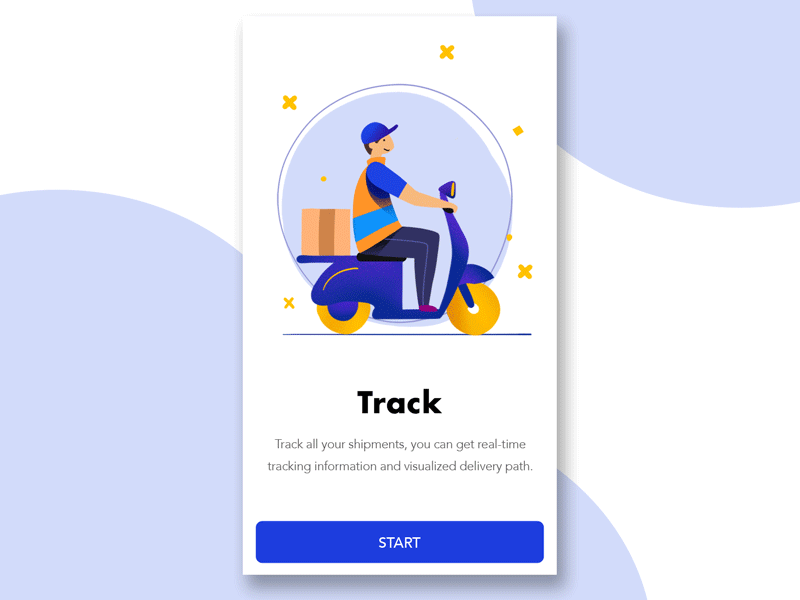 Track
Track all your shipments, you can get real-time
tracking information and visualized delivery path.
START